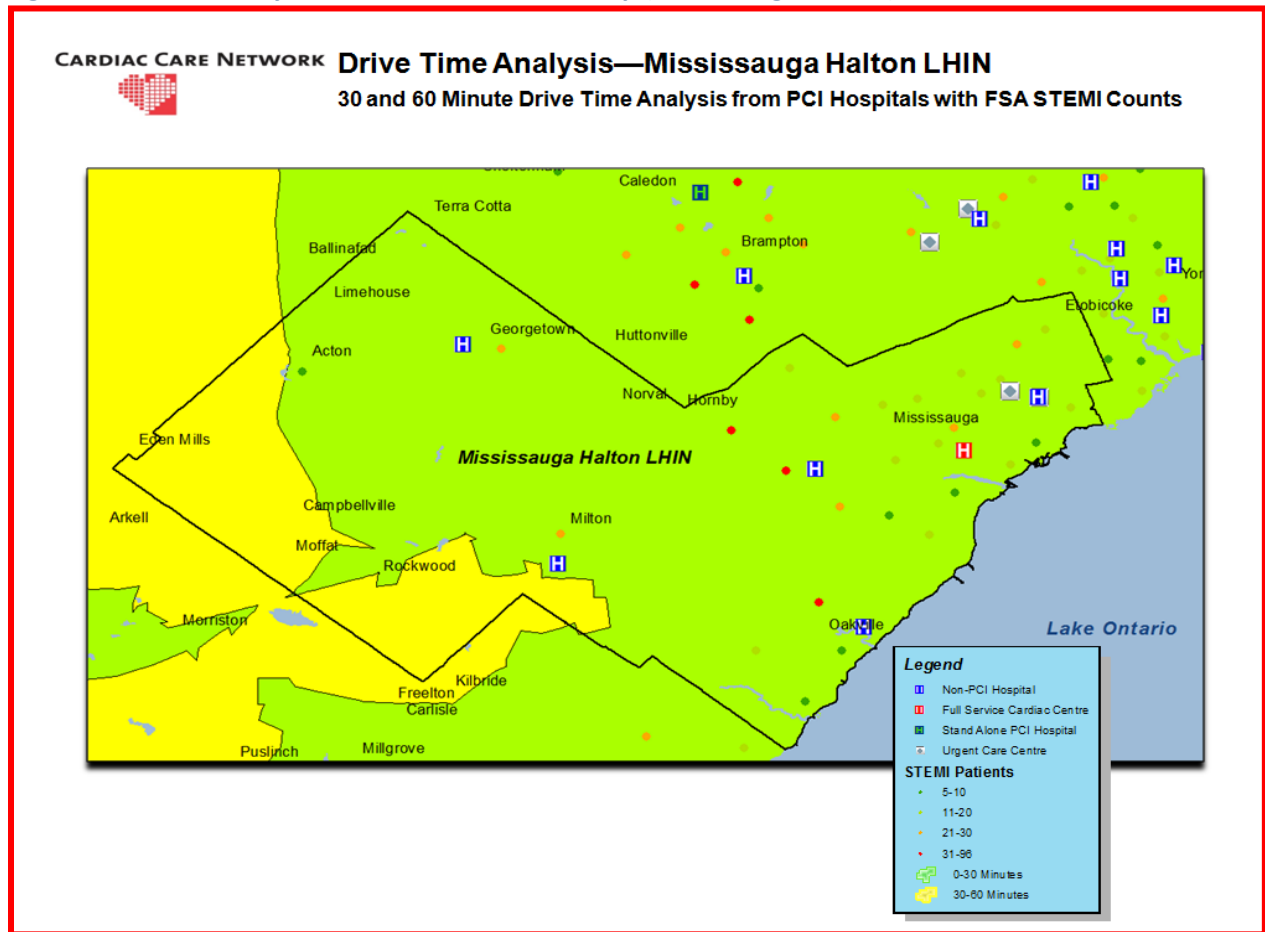 CARDIAC CARE NETWORK
Drive Time Analysis—Mississauga Halton LHIN
30 and 60 Minute Drive Time Analysis from PCI Hospitals with FSA STEMI Counts
Caledon
H
H
Terra Cotta
H
Ballinafad
Brampton
H
H
H
H
Yor
Limehouse
Etobicoke
H
Georgetown
Huttonville
H
Acton
Norval
Hornby
H
Mississauga
Eden Mills
H
Mississauga Halton LHIN
H
Campbellville
Arkell
Milton
Moffat
Rockwood
H
Morriston
Oakville
H
Lake Ontario
Kilbride
Freelton
Carlisle
Puslinch
Millgrove
Legend
H Non-PCI Hospital
H Full Service Cardiac Centre
H Stand Alone PCI Hospital
Urgent Care Centre
STEMI Patients
5-10
11-20
21-30
31-96
0-30 Minutes
30-60 Minutes